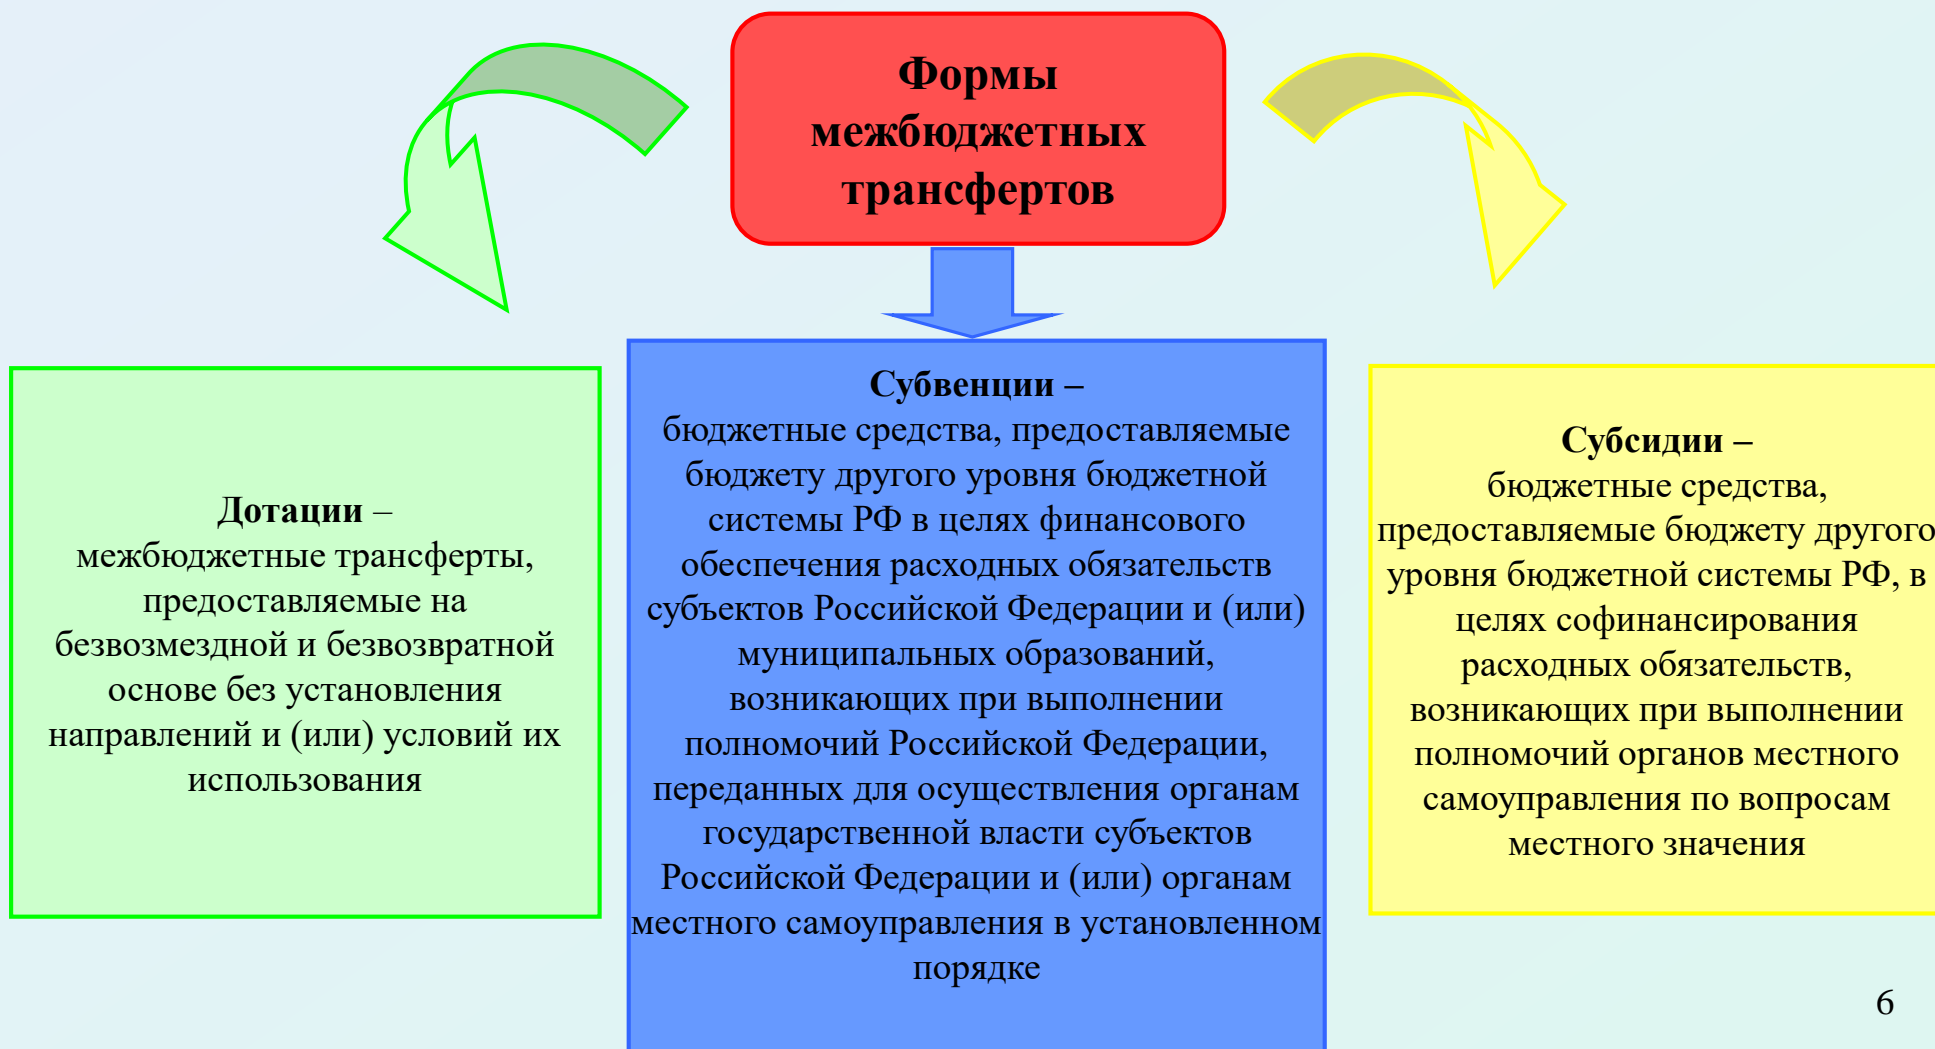 Формы
межбюджетных
трансфертов
Дотации –
межбюджетные трансферты,
предоставляемые на
безвозмездной и безвозвратной
основе без установления
направлений и (или) условий их
использования
Субвенции –
бюджетные средства, предоставляемые
бюджету другого уровня бюджетной
системы РФ в целях финансового
обеспечения расходных обязательств
субъектов Российской Федерации и (или)
муниципальных образований,
возникающих при выполнении
полномочий Российской Федерации,
переданных для осуществления органам
государственной власти субъектов
Российской Федерации и (или) органам
местного самоуправления в установленном
порядке
Субсидии –
бюджетные средства,
предоставляемые бюджету другого
уровня бюджетной системы РФ, в
целях софинансирования
расходных обязательств,
возникающих при выполнении
полномочий органов местного
самоуправления по вопросам
местного значения
6